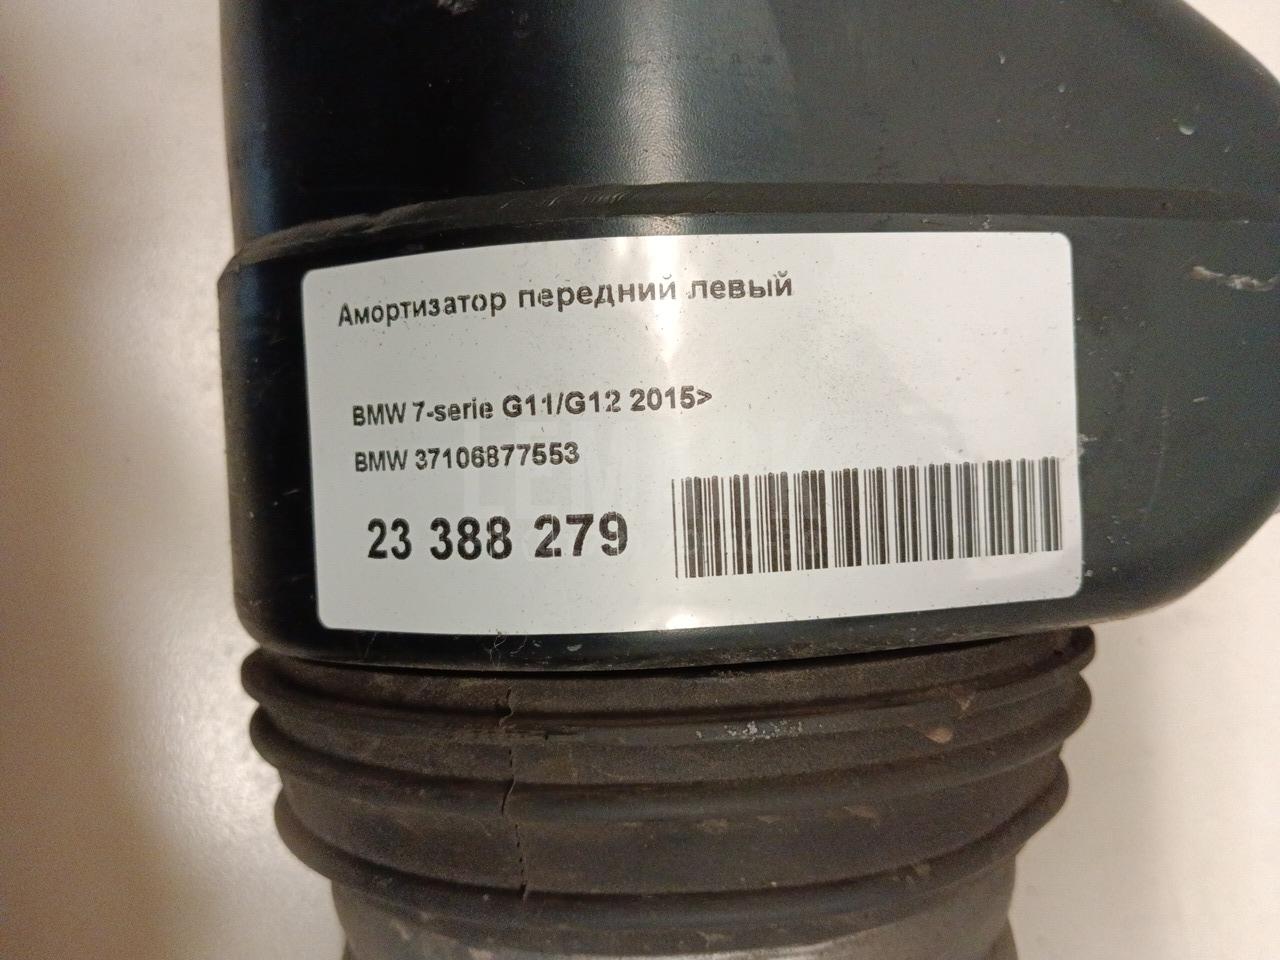 Амортизатор передний левый
BMW 7-serie G11/G12 2015>
BMW 37106877553
23 388 279